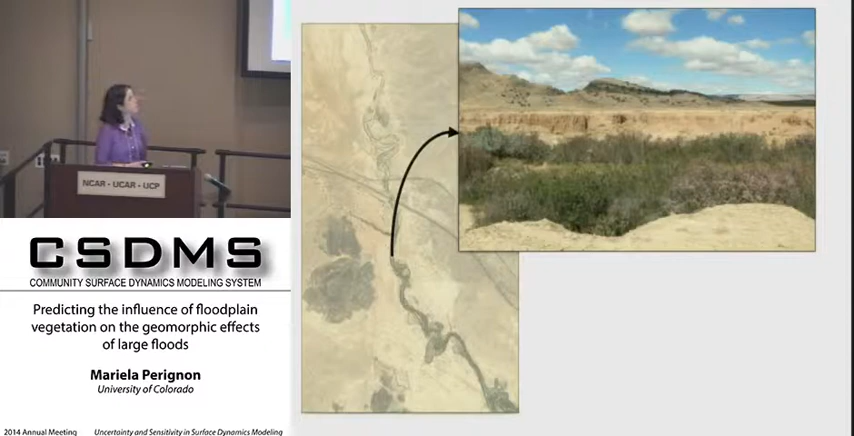 NCAR - UCAR - UCP
CSDMS
COMMUNITY SURFACE DYNAMICS MODELING SYSTEM
Predicting the influence of floodplain
vegetation on the geomorphic effects
of large floods
Mariela Perignon
University of Colorado
2014 Annual Meeting
Uncertainty and Sensitivity in Surface Dynamics Modeling